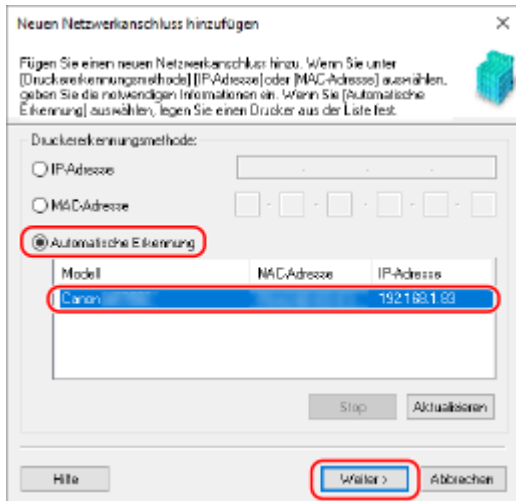 Neuen Netzwerkanschluss hinzufügen
Fügen Sie einen neuen Netzwerkanschluss hinzu. Wenn Sie unter
[Druckererkennungsmethode] [IP-Adresse] oder [MAC-Adresse] auswählen,
geben Sie die notwendigen Informationen ein. Wenn Sie [Automatische
Erkennung] auswählen, legen Sie einen Drucker aus der Liste fest.
Druckererkennungsmethode:
IP-Adresse
MAC-Adresse
Automatische Erkennung
Modell MAC-Adresse IP-Adresse
Canon 192.168.1.83
Stop Aktualisieren
Hilfe Weiter > Abbrechen